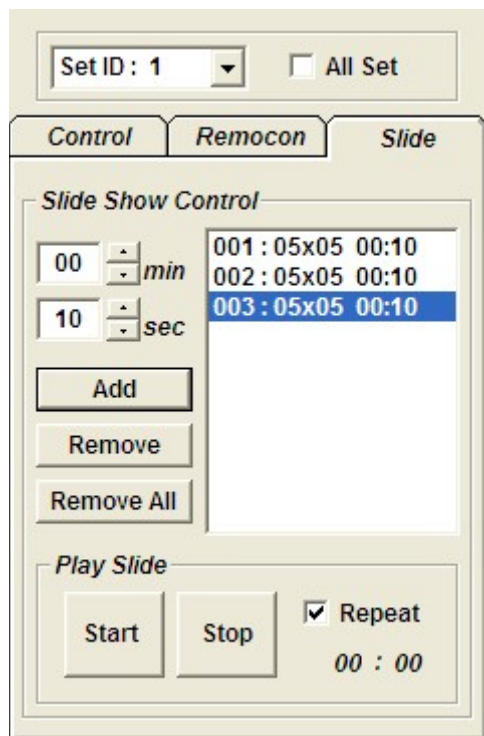 Set ID : 1 All Set
Control Remocon Slide
Slide Show Control
00 min
10 sec
001 : 05x05 00:10
002 : 05x05 00:10
003 : 05x05 00:10
Add
Remove
Remove All
Play Slide
Start Stop
Repeat
00 : 00